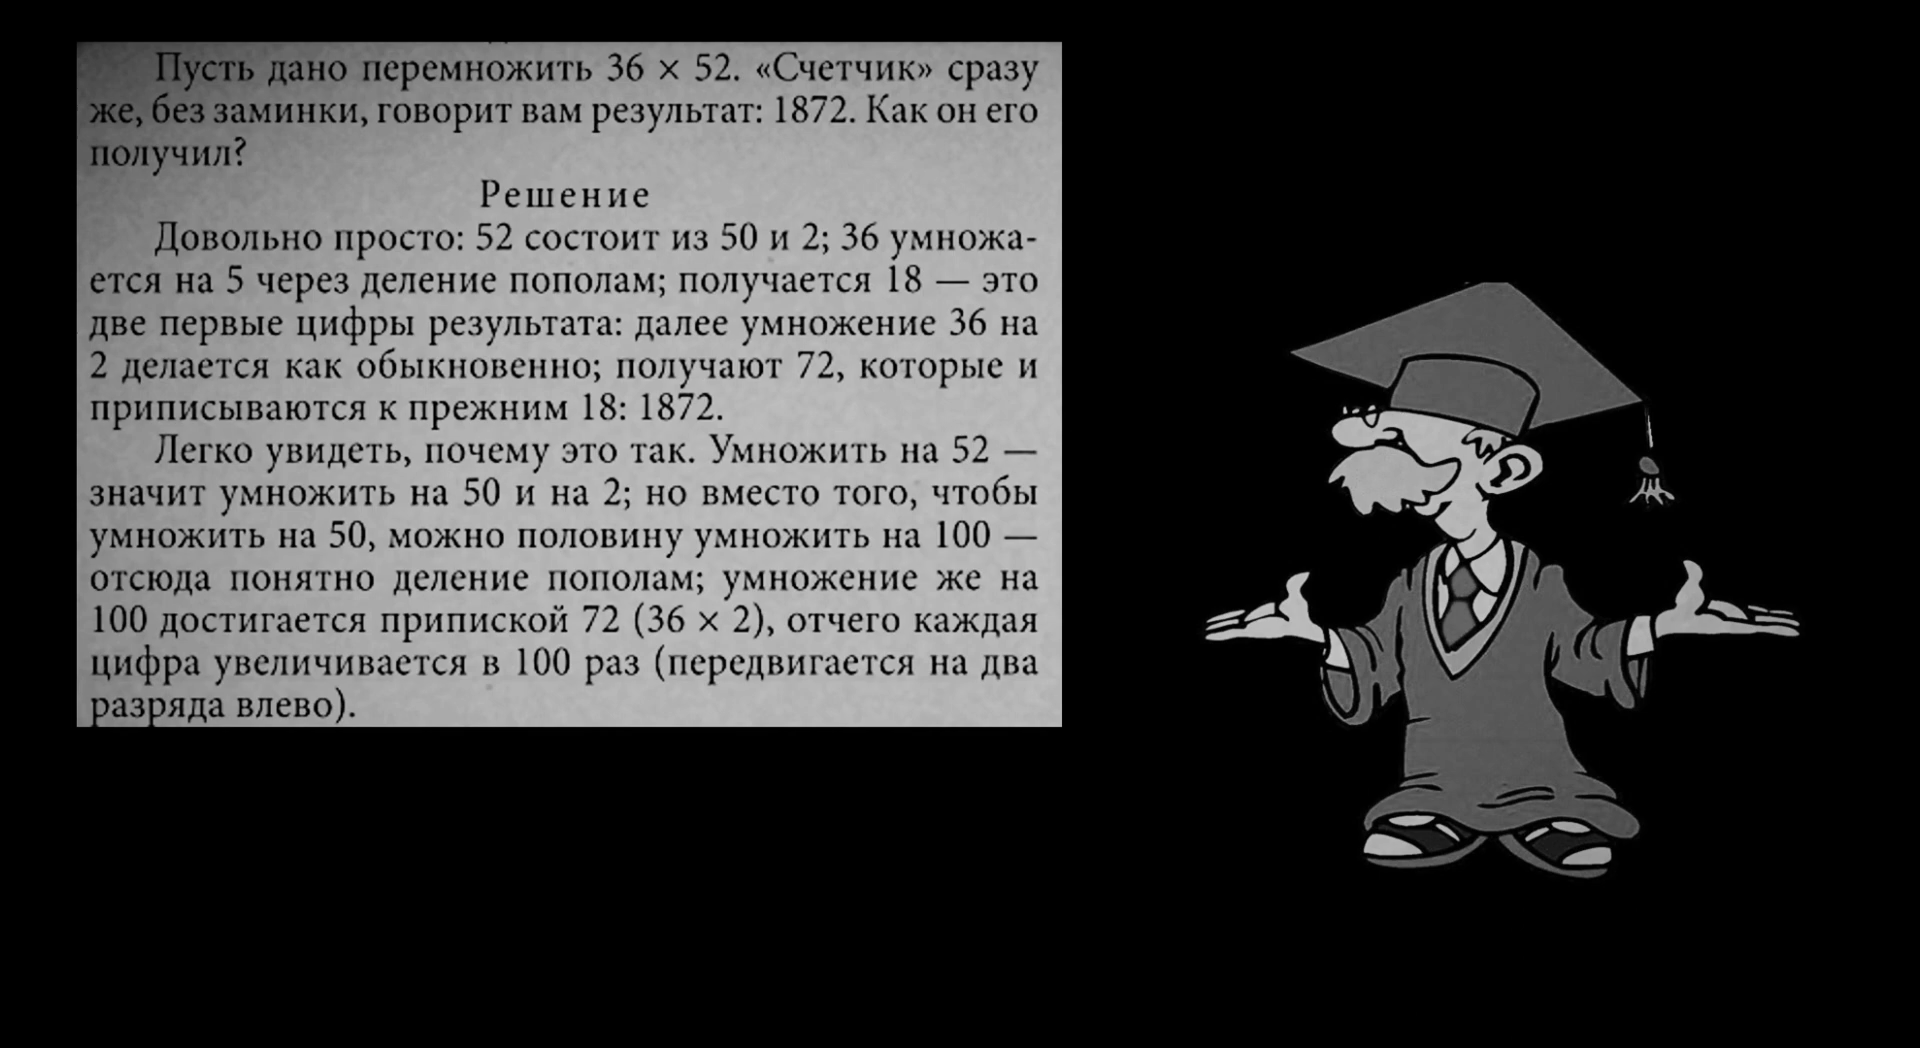 Пусть дано перемножить 36 × 52. «Счетчик» сразу
же, без заминки, говорит вам результат: 1872. Как он его
получил?
Решение
Довольно просто: 52 состоит из 50 и 2; 36 умножа-
ется на 5 через деление пополам; получается 18 — это
две первые цифры результата: далее умножение 36 на
2 делается как обыкновенно; получают 72, которые и
приписываются к прежним 18: 1872.
Легко увидеть, почему это так. Умножить на 52 —
значит умножить на 50 и на 2; но вместо того, чтобы
умножить на 50, можно половину умножить на 100 —
отсюда понятно деление пополам; умножение же на
100 достигается припиской 72 (36 × 2), отчего каждая
цифра увеличивается в 100 раз (передвигается на два
разряда влево).